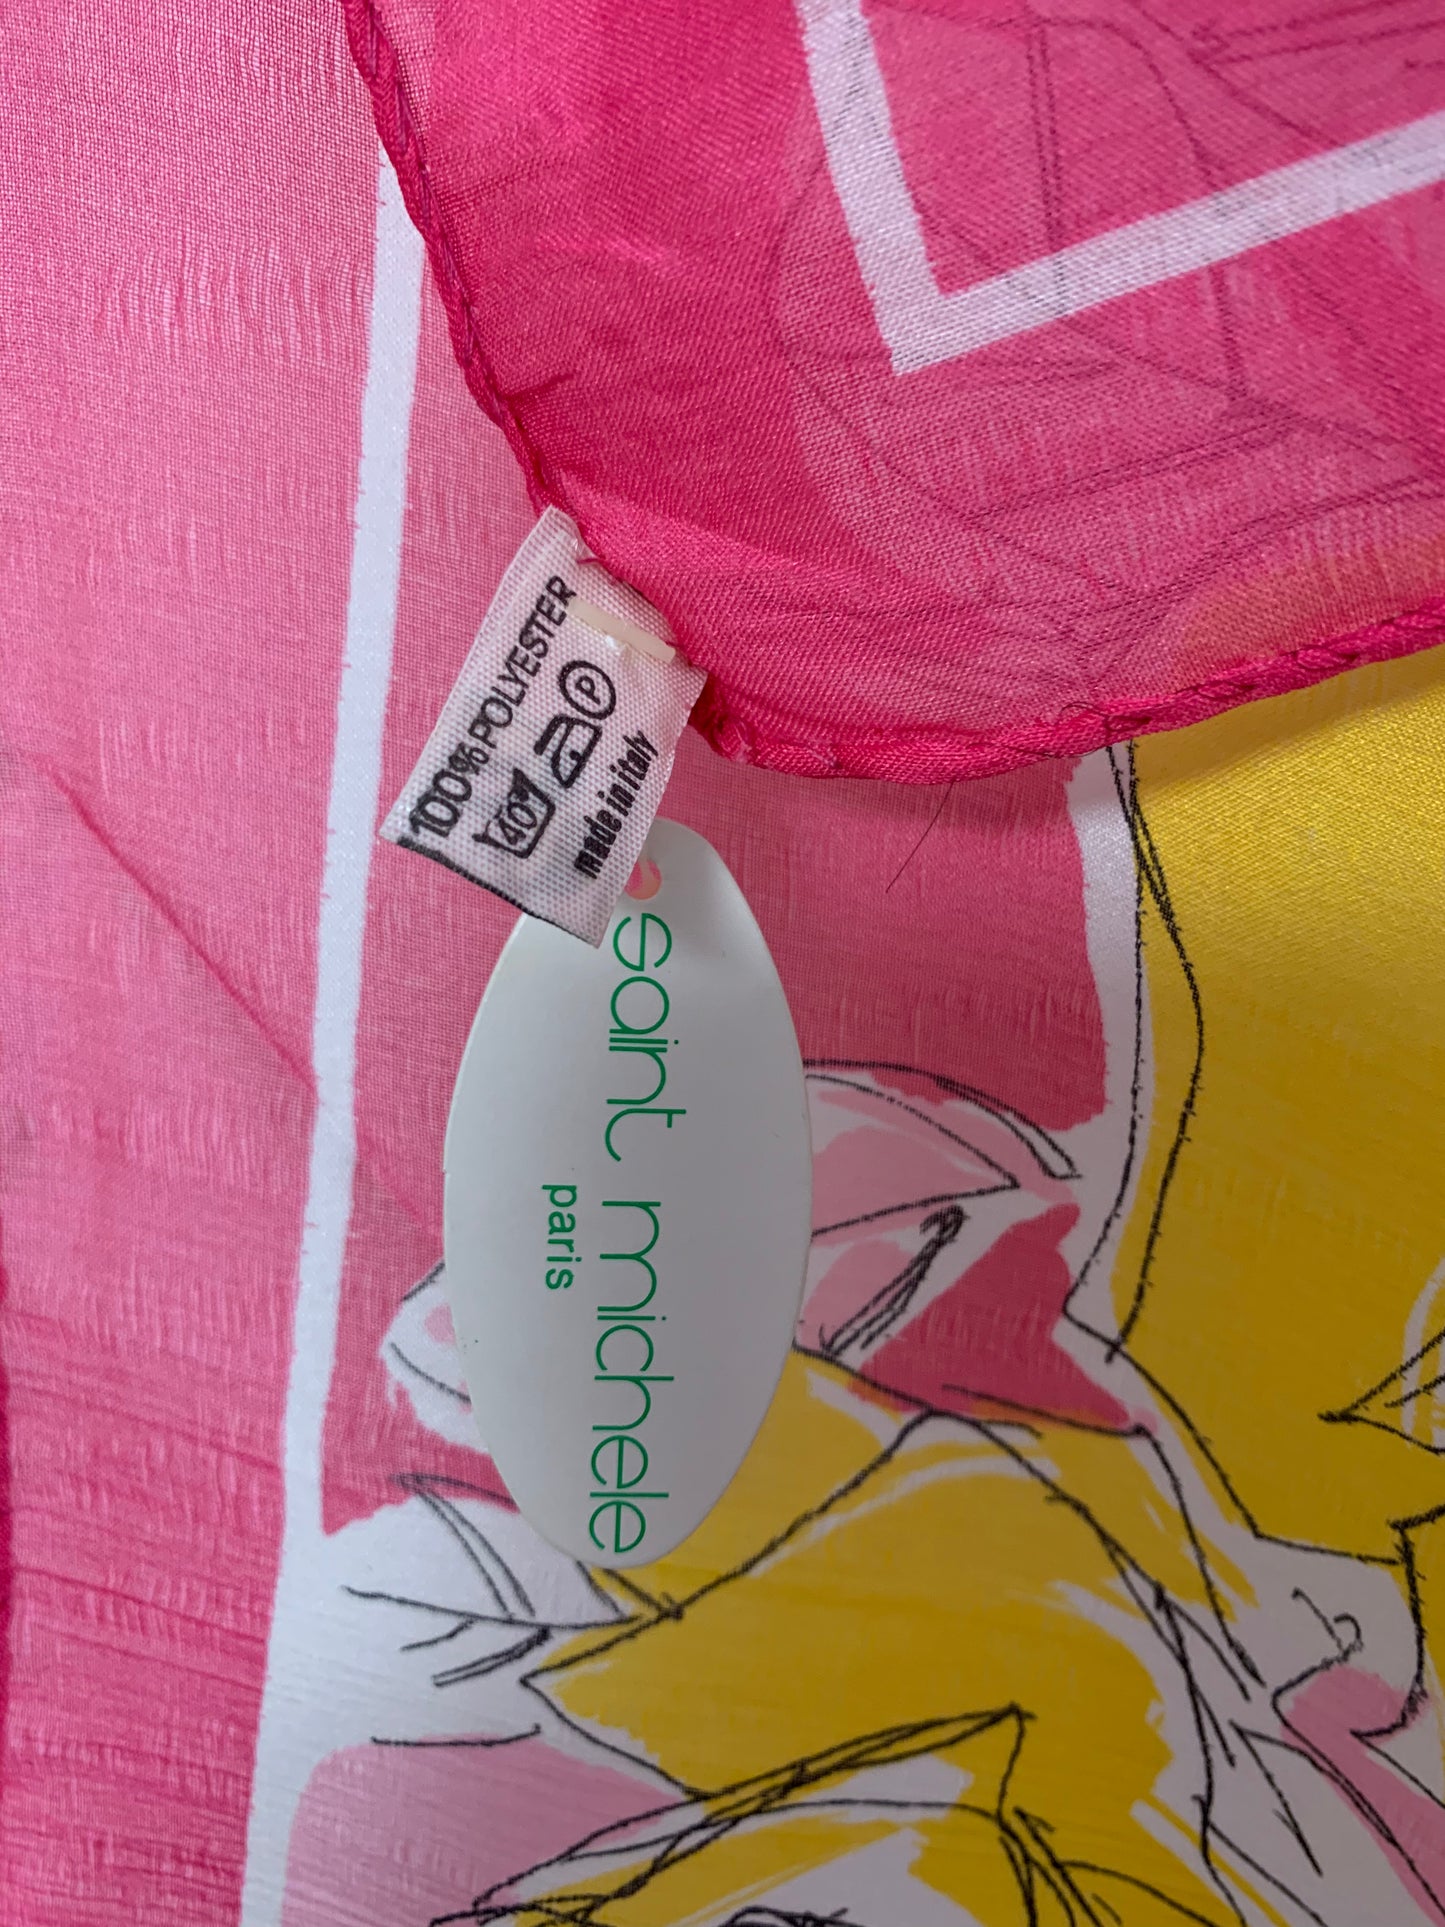 100% POLYESTER
40 P
made in italy
saint michele
paris